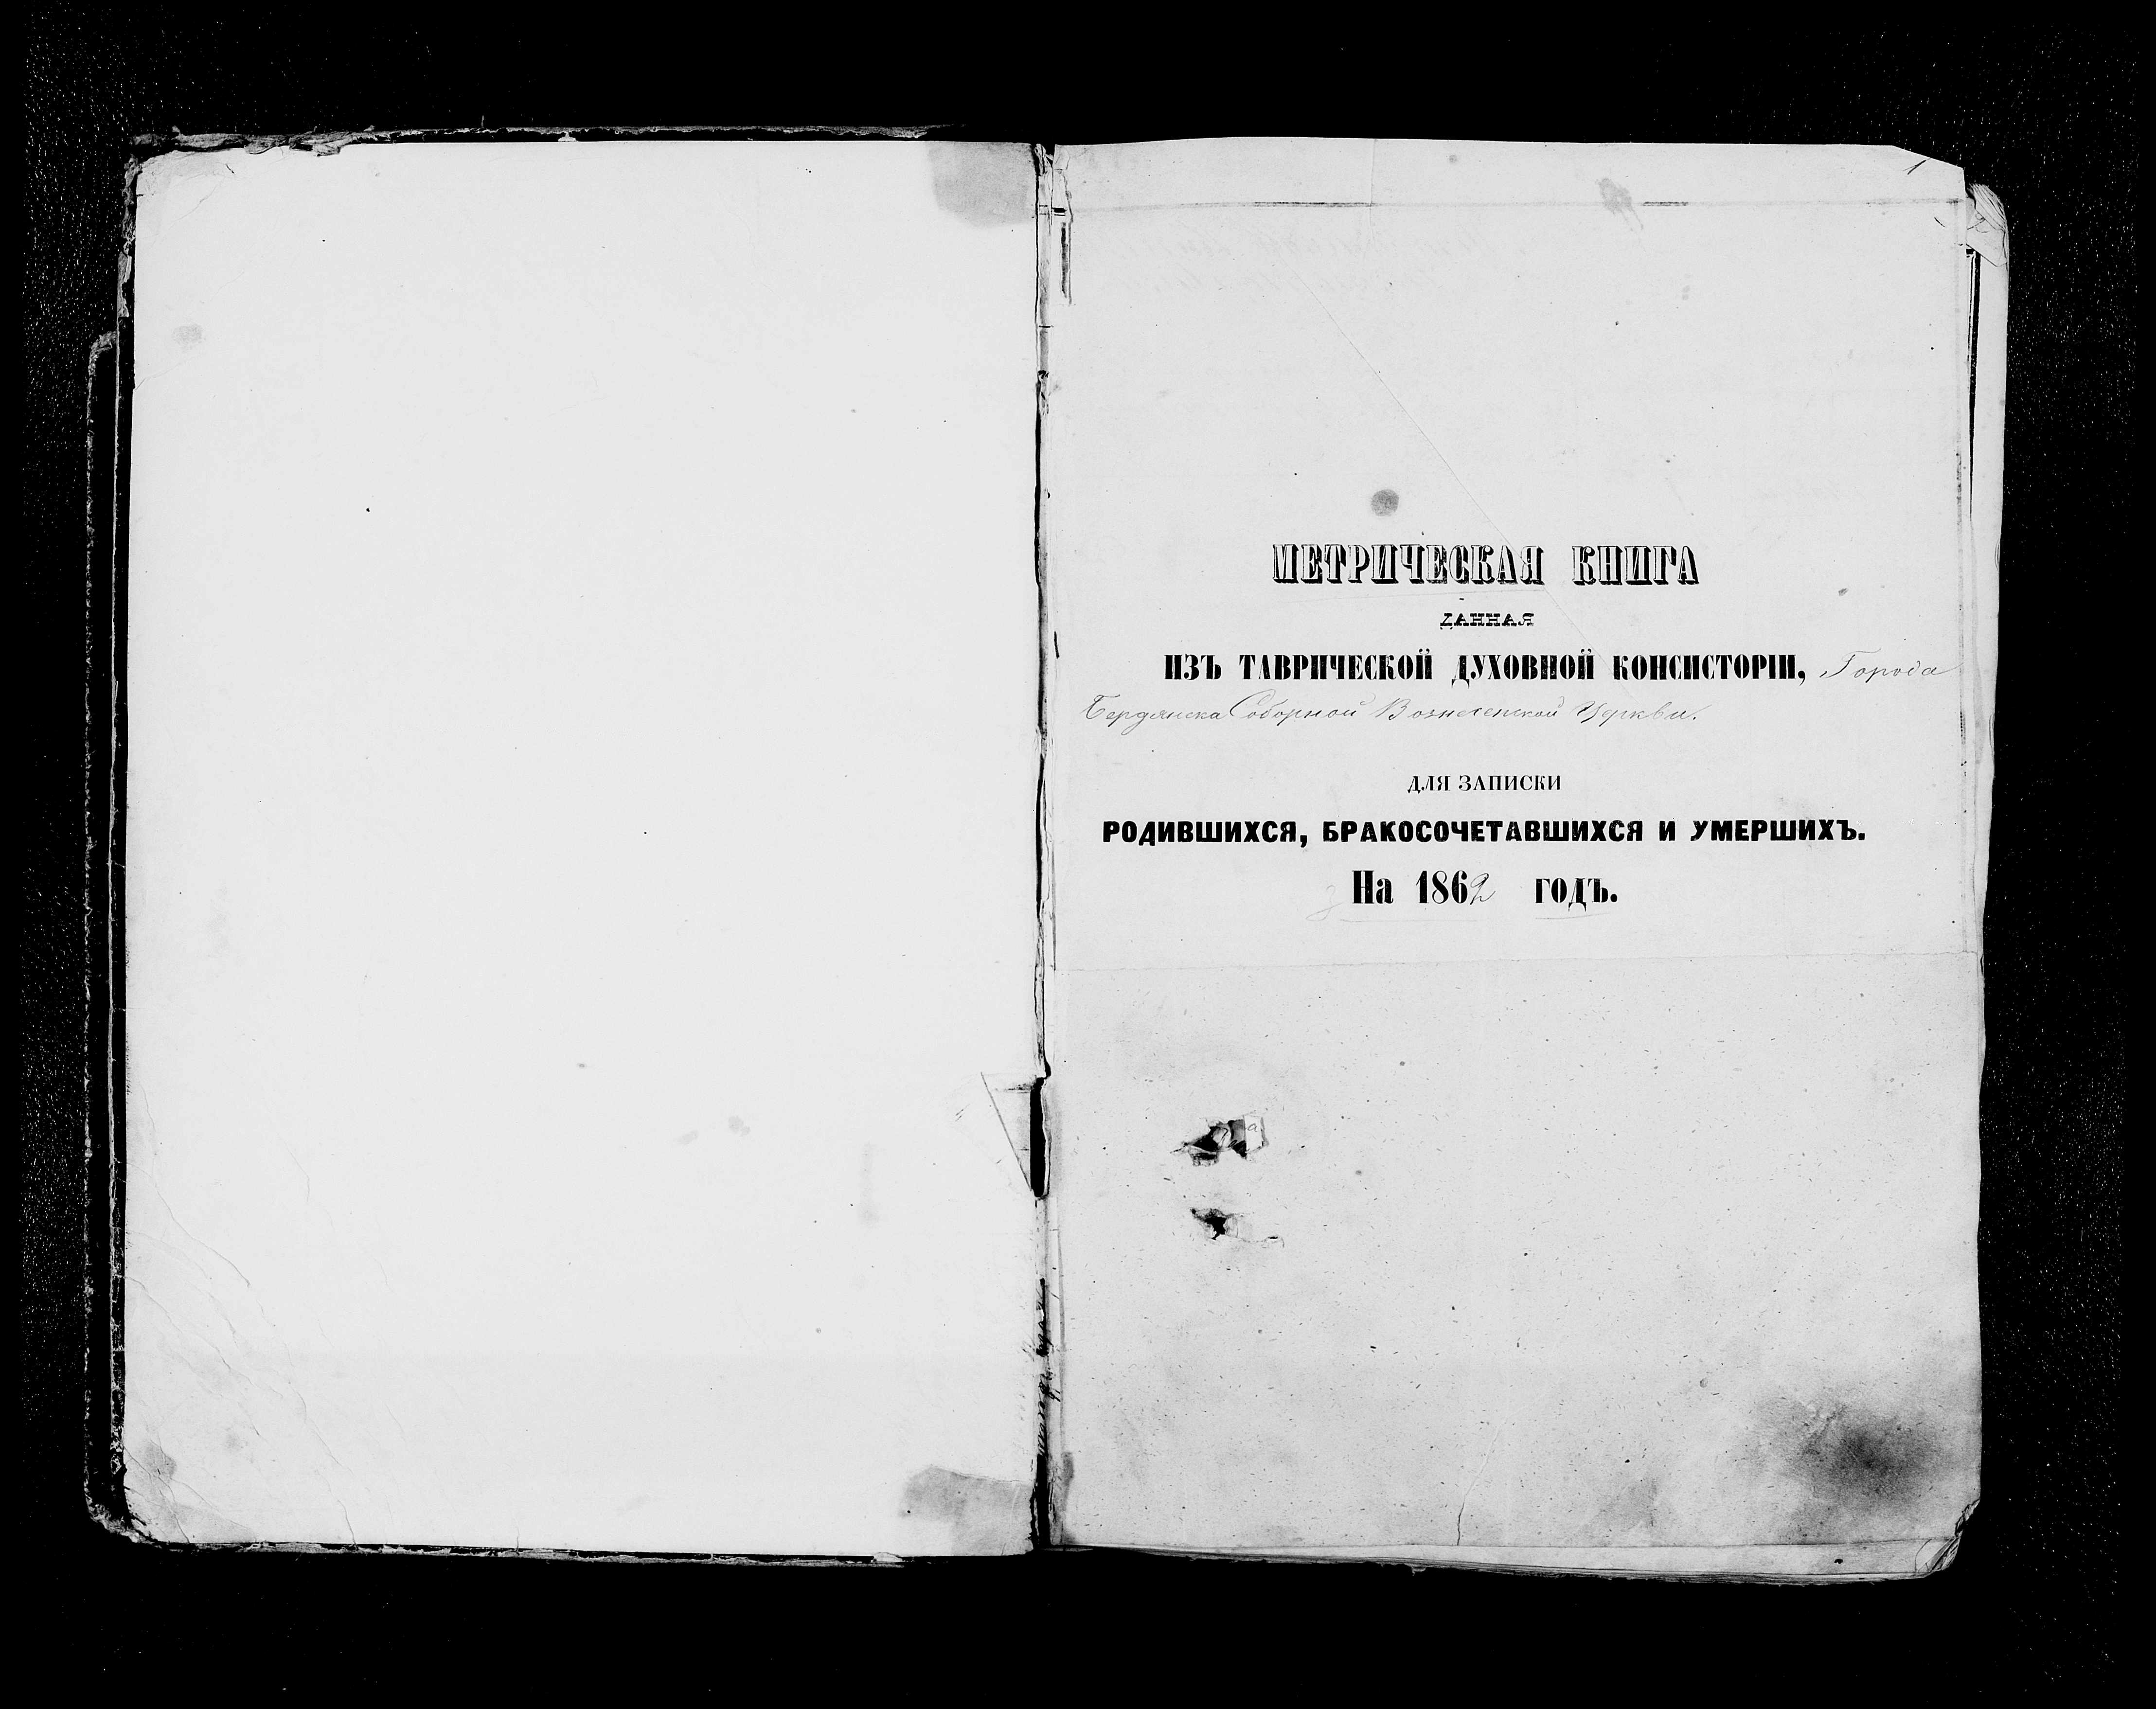 1
МЕТРИЧЕСКАЯ КНИГА
ДАННАЯ
ИЗЪ ТАВРИЧЕСКОЙ ДУХОВНОЙ КОНСИСТОРІИ, Города
Бердянска Соборной Вознесенской Церкви.
ДЛЯ ЗАПИСКИ
РОДИВШИХСЯ, БРАКОСОЧЕТАВШИХСЯ И УМЕРШИХЪ.
На 1862 годъ.